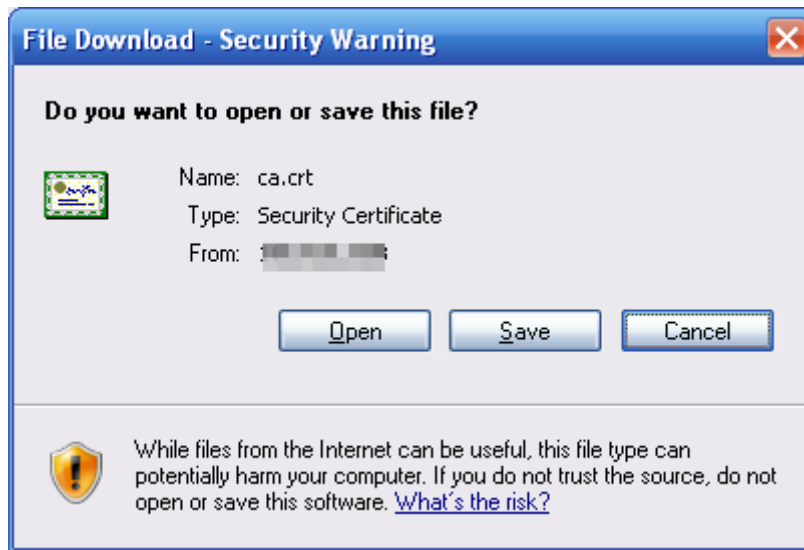 File Download - Security Warning
Do you want to open or save this file?
Name: ca.crt
Type: Security Certificate
From:
Open Save Cancel
While files from the Internet can be useful, this file type can
potentially harm your computer. If you do not trust the source, do not
open or save this software. What's the risk?